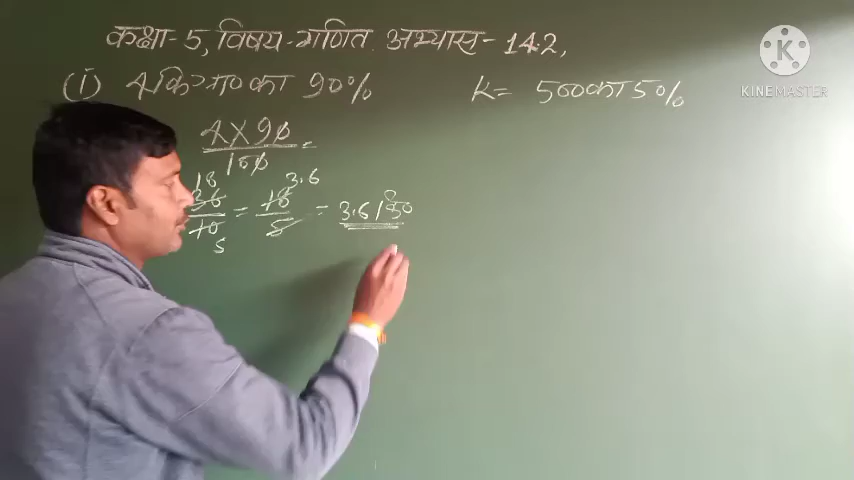 कक्षा-5, विषय-गणित. अभ्यास-14.2,
(i) 4 कि०ग्रा० का 90%
K= 500 का 5%
4 X 90 =
100
18 3.6
36 = 18 = 3.6 / कि०
10 5
5
K
KINEMASTER